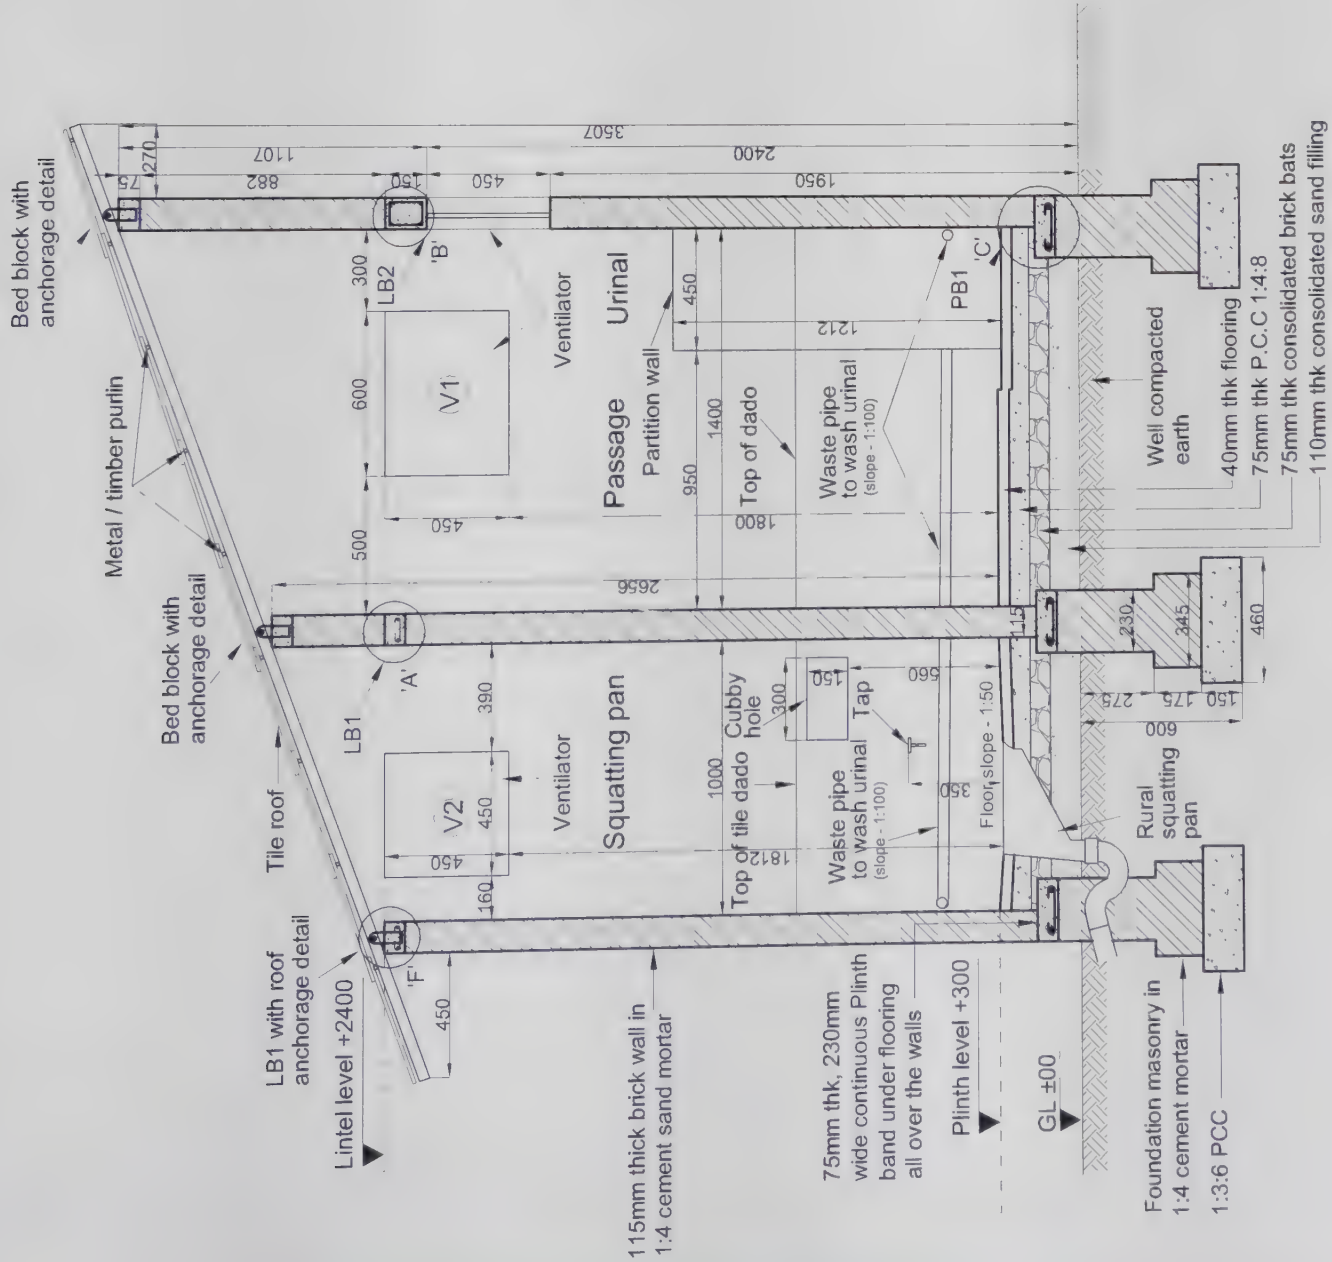 Bed block with
anchorage detail
Metal / timber purlin
Bed block with
anchorage detail
Tile roof
LB1 with roof
anchorage detail
Lintel level +2400
75
270
882
1107
150
450
2400
3507
1950
300
600
500
LB2
'B'
V1
450
Ventilator
LB1
'A'
390
V2
450
450
160
Ventilator
'F'
450
Squatting pan
Passage
Urinal
Partition wall
450
950
1400
1212
1800
2656
1000
Top of dado
Top of tile dado
Cubby
hole
300
150
560
Tap
350
1812
Waste pipe
to wash urinal
(slope - 1:100)
Waste pipe
to wash urinal
(slope - 1:100)
PB1
'C'
Floor slope - 1:50
115
115mm thick brick wall in
1:4 cement sand mortar
75mm thk, 230mm
wide continuous Plinth
band under flooring
all over the walls
Plinth level +300
GL ±00
Foundation masonry in
1:4 cement mortar
1:3:6 PCC
Rural
squatting
pan
230
345
460
275
175
150
600
Well compacted
earth
40mm thk flooring
75mm thk P.C.C 1:4:8
75mm thk consolidated brick bats
110mm thk consolidated sand filling